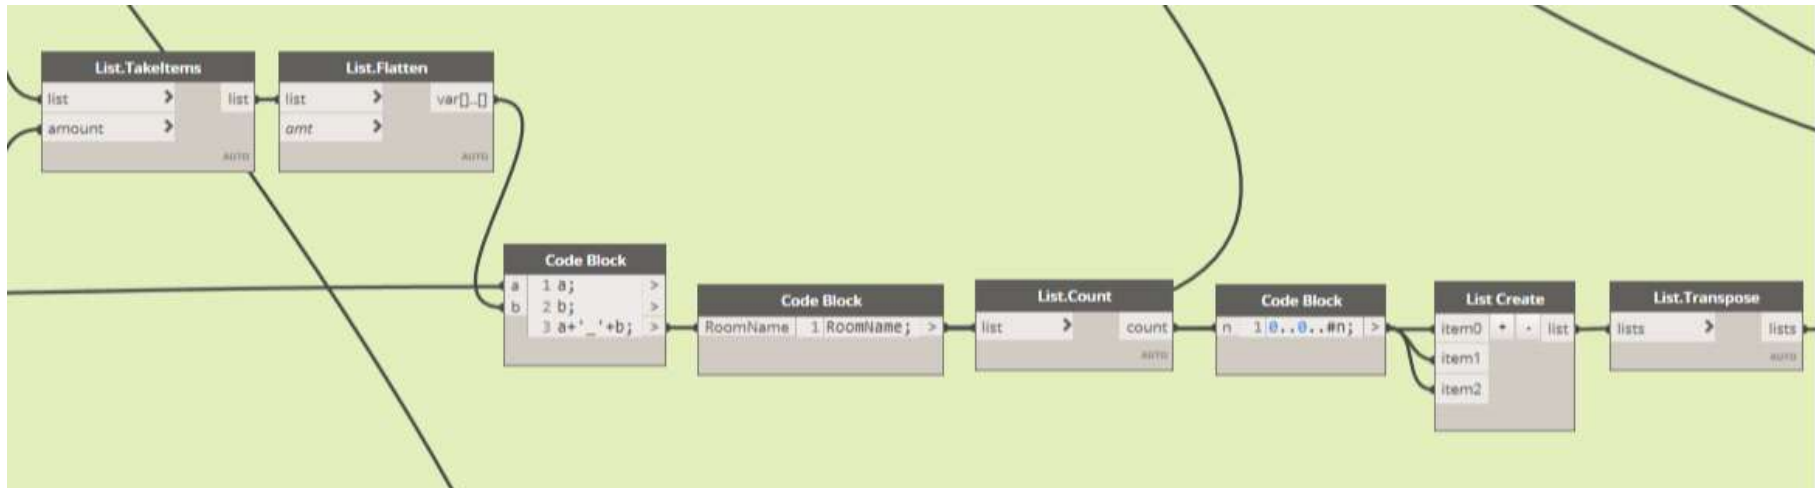 List.TakeItems
list > list
amount >
AUTO
List.Flatten
list > var[]..[]
amt >
AUTO
Code Block
a 1 a; >
b 2 b; >
3 a+'_'+b; >
Code Block
RoomName 1 RoomName; >
List.Count
list > count
AUTO
Code Block
n 1 0..0..#n; >
List Create
item0 + - list
item1
item2
List.Transpose
lists > lists
AUTO